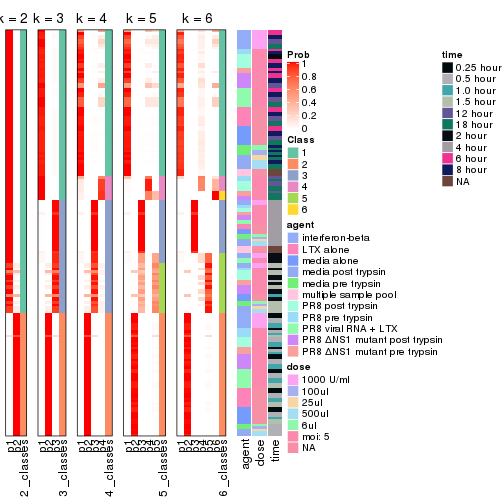 k = 2
k = 3
k = 4
k = 5
k = 6
Prob
1
0.8
0.6
0.4
0.2
0
Class
1
2
3
4
5
6
agent
interferon-beta
LTX alone
media alone
media post trypsin
media pre trypsin
multiple sample pool
PR8 post trypsin
PR8 pre trypsin
PR8 viral RNA + LTX
PR8 ΔNS1 mutant post trypsin
PR8 ΔNS1 mutant pre trypsin
dose
1000 U/ml
100ul
25ul
500ul
6ul
moi: 5
NA
time
0.25 hour
0.5 hour
1.0 hour
1.5 hour
12 hour
18 hour
2 hour
4 hour
6 hour
8 hour
NA
p1
p2
2_classes
p1
p2
p3
3_classes
p1
p2
p3
p4
4_classes
p1
p2
p3
p4
p5
5_classes
p1
p2
p3
p4
p5
p6
6_classes
agent
dose
time